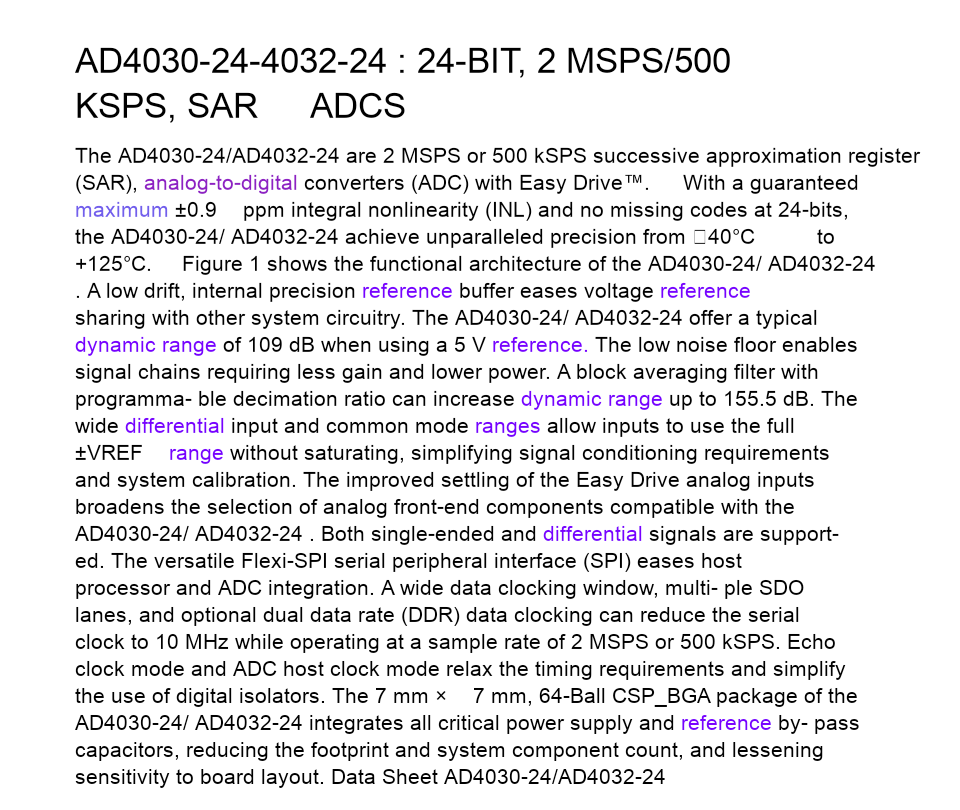 AD4030-24-4032-24 : 24-BIT, 2 MSPS/500
KSPS, SAR ADCS
The AD4030-24/AD4032-24 are 2 MSPS or 500 kSPS successive approximation register
(SAR), analog-to-digital converters (ADC) with Easy Drive™. With a guaranteed
maximum ±0.9 ppm integral nonlinearity (INL) and no missing codes at 24-bits,
the AD4030-24/ AD4032-24 achieve unparalleled precision from □40°C to
+125°C. Figure 1 shows the functional architecture of the AD4030-24/ AD4032-24
. A low drift, internal precision reference buffer eases voltage reference
sharing with other system circuitry. The AD4030-24/ AD4032-24 offer a typical
dynamic range of 109 dB when using a 5 V reference. The low noise floor enables
signal chains requiring less gain and lower power. A block averaging filter with
programma- ble decimation ratio can increase dynamic range up to 155.5 dB. The
wide differential input and common mode ranges allow inputs to use the full
±VREF range without saturating, simplifying signal conditioning requirements
and system calibration. The improved settling of the Easy Drive analog inputs
broadens the selection of analog front-end components compatible with the
AD4030-24/ AD4032-24 . Both single-ended and differential signals are support-
ed. The versatile Flexi-SPI serial peripheral interface (SPI) eases host
processor and ADC integration. A wide data clocking window, multi- ple SDO
lanes, and optional dual data rate (DDR) data clocking can reduce the serial
clock to 10 MHz while operating at a sample rate of 2 MSPS or 500 kSPS. Echo
clock mode and ADC host clock mode relax the timing requirements and simplify
the use of digital isolators. The 7 mm × 7 mm, 64-Ball CSP_BGA package of the
AD4030-24/ AD4032-24 integrates all critical power supply and reference by- pass
capacitors, reducing the footprint and system component count, and lessening
sensitivity to board layout. Data Sheet AD4030-24/AD4032-24